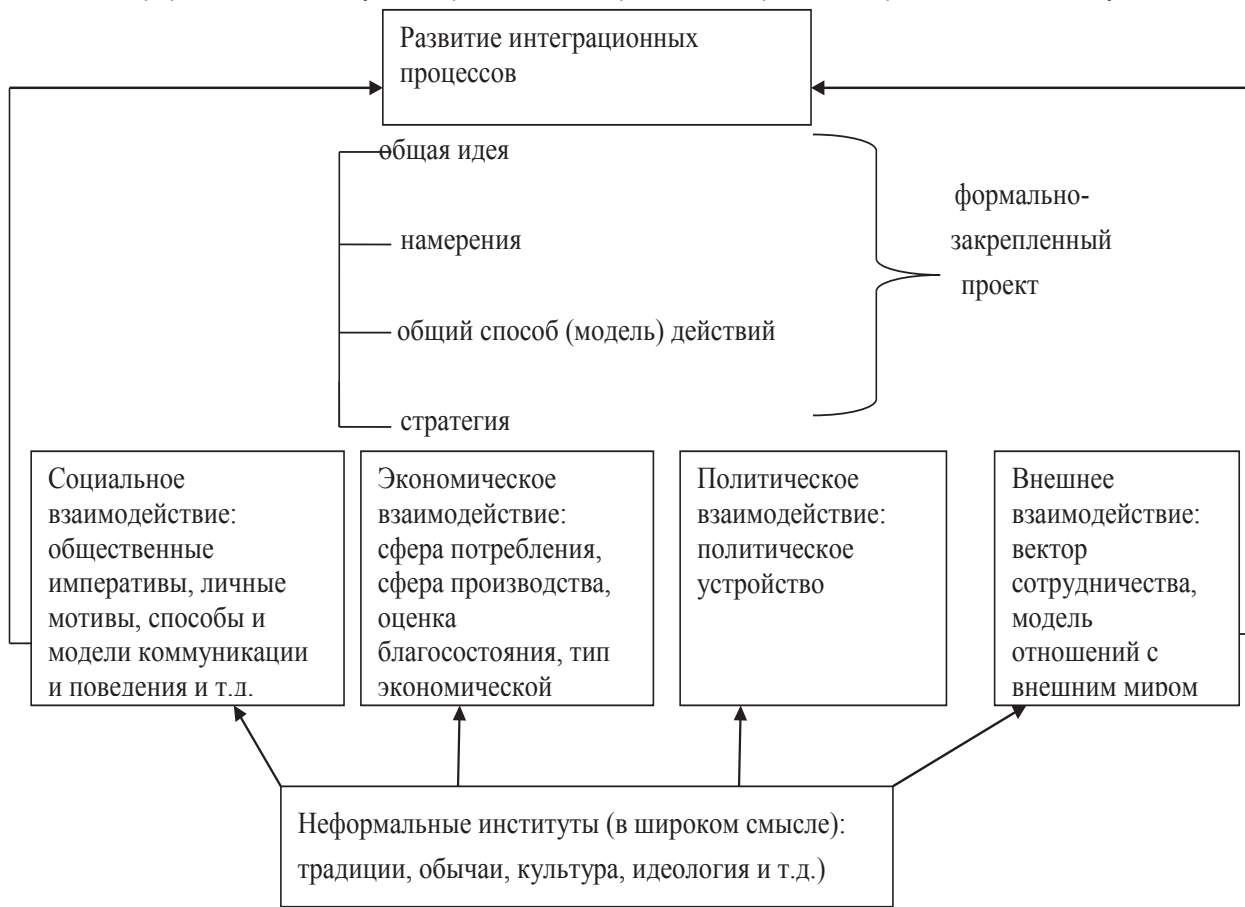 Развитие интеграционных
процессов
общая идея
намерения
общий способ (модель) действий
стратегия
формально-
закрепленный
проект
Социальное
взаимодействие:
общественные
императивы, личные
мотивы, способы и
модели коммуникации
и поведения и т.д.
Экономическое
взаимодействие:
сфера потребления,
сфера производства,
оценка
благосостояния, тип
экономической
Политическое
взаимодействие:
политическое
устройство
Внешнее
взаимодействие:
вектор
сотрудничества,
модель
отношений с
внешним миром
Неформальные институты (в широком смысле):
традиции, обычаи, культура, идеология и т.д.)